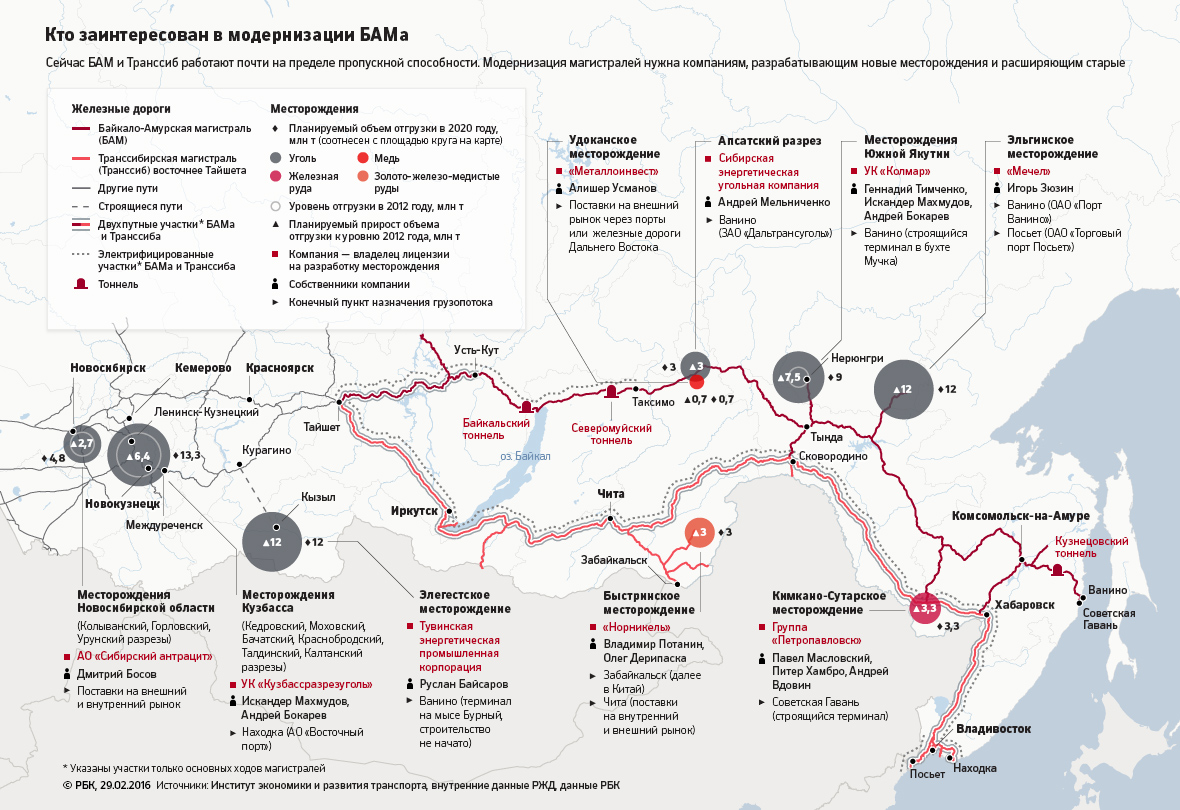 Кто заинтересован в модернизации БАМа
Сейчас БАМ и Транссиб работают почти на пределе пропускной способности. Модернизация магистралей нужна компаниям, разрабатывающим новые месторождения и расширяющим старые
Железные дороги
Байкало-Амурская магистраль
(БАМ)
Транссибирская магистраль
(Транссиб) восточнее Тайшета
Другие пути
Строящиеся пути
Двухпутные участки* БАМа
и Транссиба
Электрифицированные
участки* БАМа и Транссиба
Тоннель
Месторождения
Планируемый объем отгрузки в 2020 году,
млн т (соотнесен с площадью круга на карте)
Уголь
Медь
Железная
руда
Золото-железо-медистые
руды
Уровень отгрузки в 2012 году, млн т
Планируемый прирост объема
отгрузки к уровню 2012 года, млн т
Компания — владелец лицензии
на разработку месторождения
Собственники компании
Конечный пункт назначения грузопотока
Удоканское
месторождение
«Металлоинвест»
Алишер Усманов
Поставки на внешний
рынок через порты
или железные дороги
Дальнего Востока
Апсатский разрез
Сибирская
энергетическая
угольная компания
Андрей Мельниченко
Ванино
(ЗАО «Дальтрансуголь»)
Месторождения
Южной Якутии
УК «Колмар»
Геннадий Тимченко,
Искандер Махмудов,
Андрей Бокарев
Ванино (строящийся
терминал в бухте
Мучка)
Эльгинское
месторождение
«Мечел»
Игорь Зюзин
Ванино (ОАО «Порт
Ванино»)
Посьет (ОАО «Торговый
порт Посьет»)
Новосибирск
Кемерово
Красноярск
Ленинск-Кузнецкий
Тайшет
Усть-Кут
Байкальский
тоннель
Северомуйский
тоннель
Таксимо
оз. Байкал
♦3
▲3
▲0,7 ♦0,7
▲7,5
♦9
Нерюнгри
▲12
♦12
Тында
Сковородино
▲2,7
♦4,8
▲6,4
♦13,3
Курагино
Новокузнецк
Междуреченск
Кызыл
▲12
♦12
Иркутск
Чита
▲3
♦3
Забайкальск
Комсомольск-на-Амуре
Кузнецовский
тоннель
Ванино
Советская
Гавань
Хабаровск
▲3,3
♦3,3
Владивосток
Находка
Посьет
Месторождения
Новосибирской области
(Колыванский, Горловский,
Урунский разрезы)
АО «Сибирский антрацит»
Дмитрий Босов
Поставки на внешний
и внутренний рынок
Месторождения
Кузбасса
(Кедровский, Моховский,
Бачатский, Краснобродский,
Талдинский, Калтанский
разрезы)
УК «Кузбассразрезуголь»
Искандер Махмудов,
Андрей Бокарев
Находка (АО «Восточный
порт»)
Элегестское
месторождение
Тувинская
энергетическая
промышленная
корпорация
Руслан Байсаров
Ванино (терминал
на мысе Бурный,
строительство
не начато)
Быстринское
месторождение
«Норникель»
Владимир Потанин,
Олег Дерипаска
Забайкальск (далее
в Китай)
Чита (поставки
на внутренний
и внешний рынок)
Кимкано-Сутарское
месторождение
Группа
«Петропавловск»
Павел Масловский,
Питер Хамбро, Андрей
Вдовин
Советская Гавань
(строящийся терминал)
* Указаны участки только основных ходов магистралей
© РБК, 29.02.2016 Источники: Институт экономики и развития транспорта, внутренние данные РЖД, данные РБК